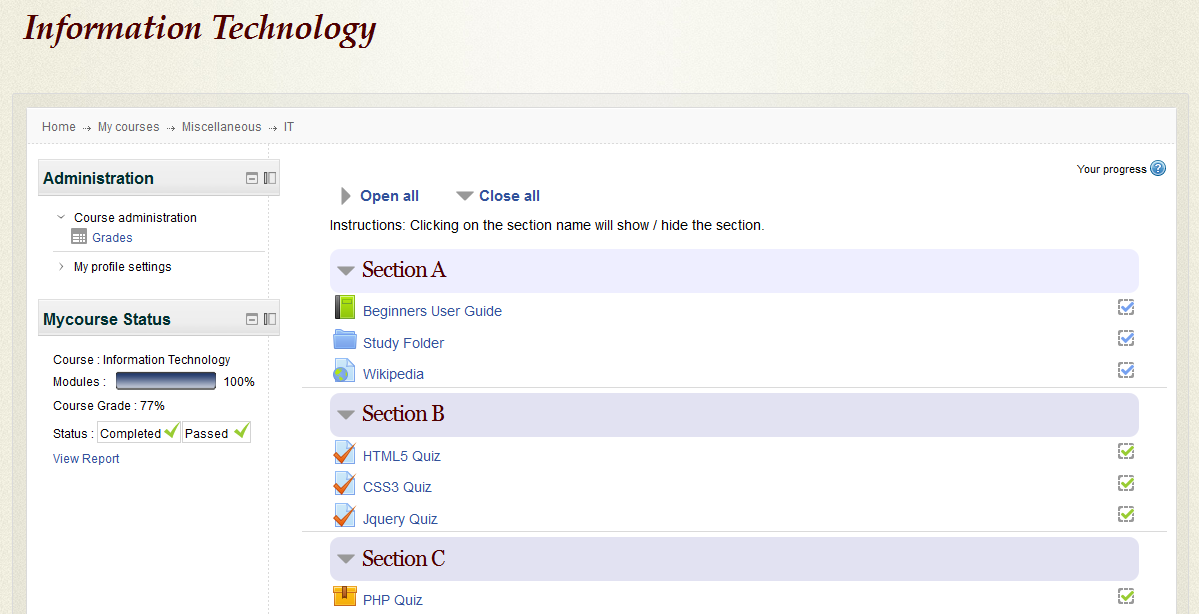 Information Technology
Home My courses Miscellaneous IT
Administration
Course administration
Grades
My profile settings
Mycourse Status
Course : Information Technology
Modules : 100%
Course Grade : 77%
Status : Completed Passed
View Report
Your progress ?
Open all Close all
Instructions: Clicking on the section name will show / hide the section.
Section A
Beginners User Guide
Study Folder
Wikipedia
Section B
HTML5 Quiz
CSS3 Quiz
Jquery Quiz
Section C
PHP Quiz